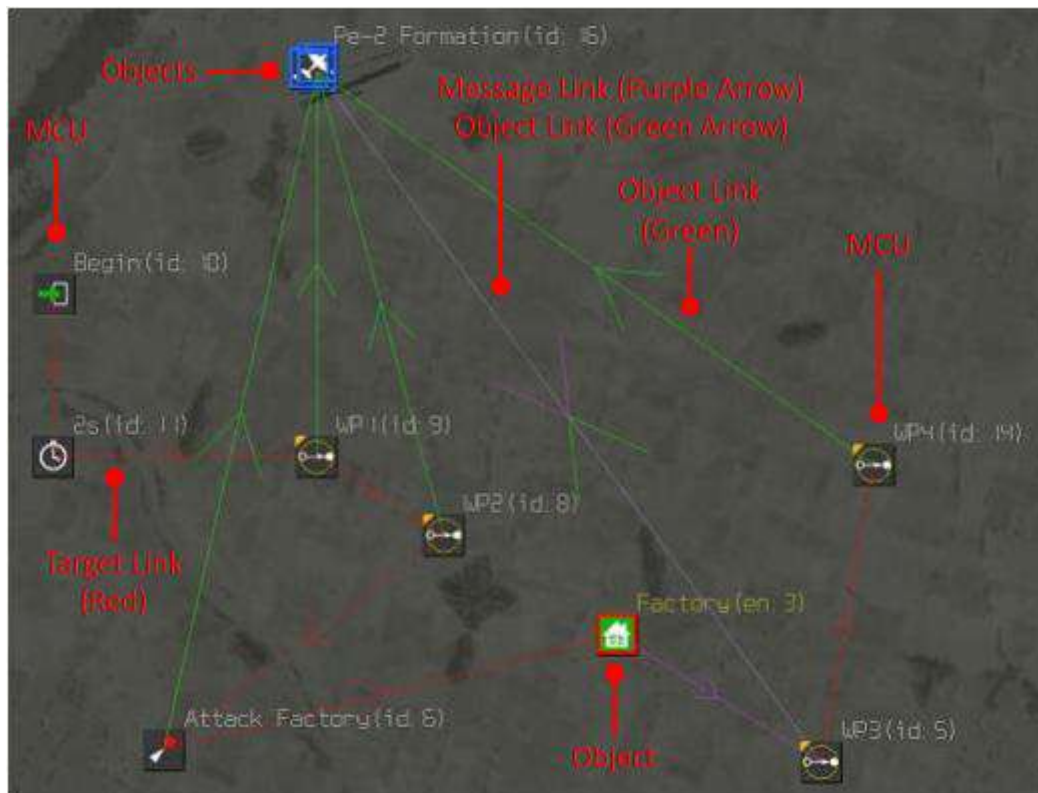 Pe-2 Formation(id: 16)
Objects
Message Link (Purple Arrow)
Object Link (Green Arrow)
MCU
Object Link
(Green)
MCU
Begin(id: 10)
2s(id: 11)
WP1(id: 9)
WP4(id: 14)
WP2(id: 8)
Target Link
(Red)
Factory(en: 3)
Attack Factory(id: 6)
Object
WP3(id: 5)